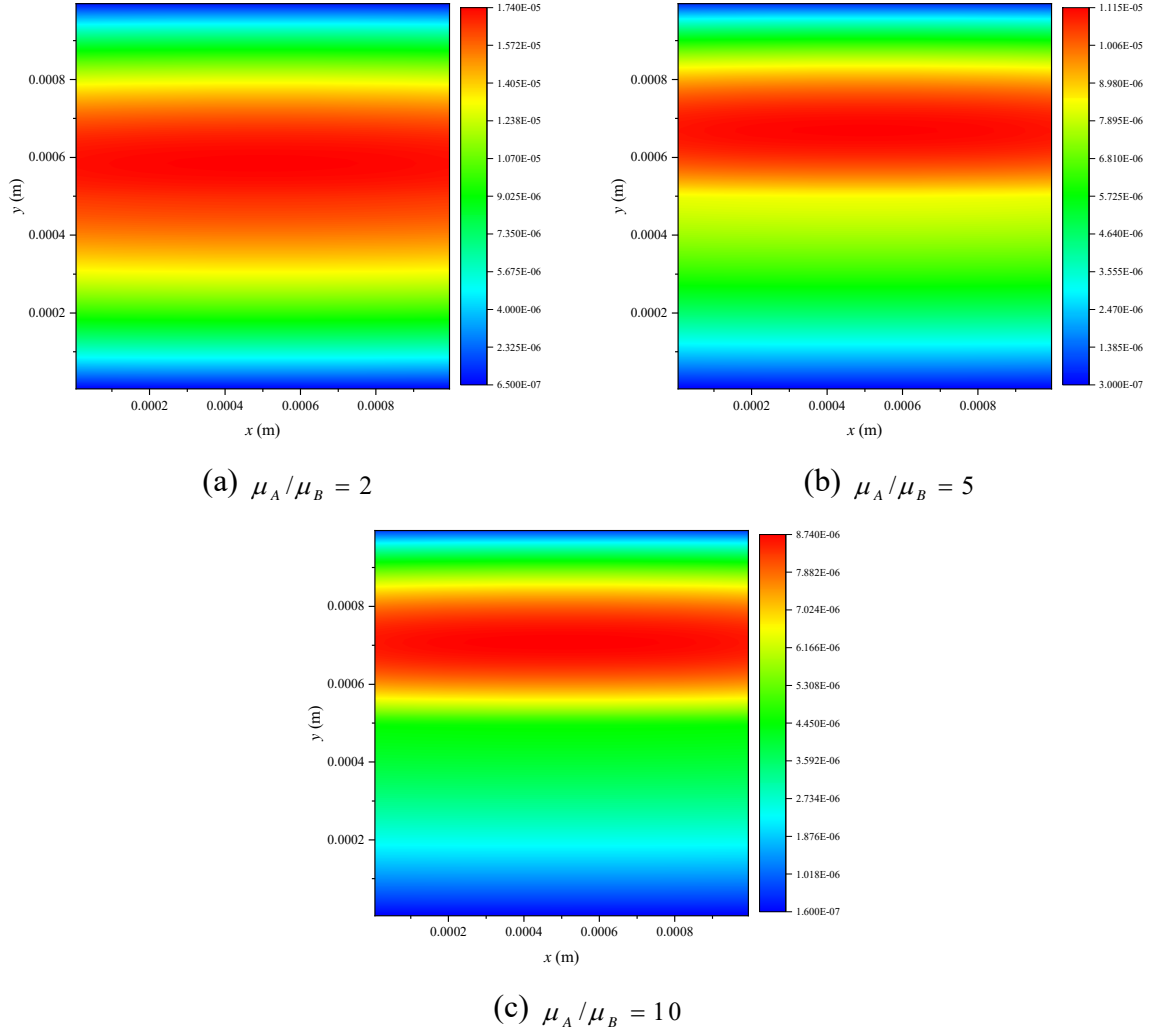 1.740E-05
1.572E-05
1.405E-05
1.238E-05
1.070E-05
9.025E-06
7.350E-06
5.675E-06
4.000E-06
2.325E-06
6.500E-07
0.0008
0.0006
0.0004
0.0002
y (m)
0.0002 0.0004 0.0006 0.0008
x (m)
(a) μ_A/μ_B = 2
1.115E-05
1.006E-05
8.980E-06
7.895E-06
6.810E-06
5.725E-06
4.640E-06
3.555E-06
2.470E-06
1.385E-06
3.000E-07
0.0008
0.0006
0.0004
0.0002
y (m)
0.0002 0.0004 0.0006 0.0008
x (m)
(b) μ_A/μ_B = 5
8.740E-06
7.882E-06
7.024E-06
6.166E-06
5.308E-06
4.450E-06
3.592E-06
2.734E-06
1.876E-06
1.018E-06
1.600E-07
0.0008
0.0006
0.0004
0.0002
y (m)
0.0002 0.0004 0.0006 0.0008
x (m)
(c) μ_A/μ_B = 10